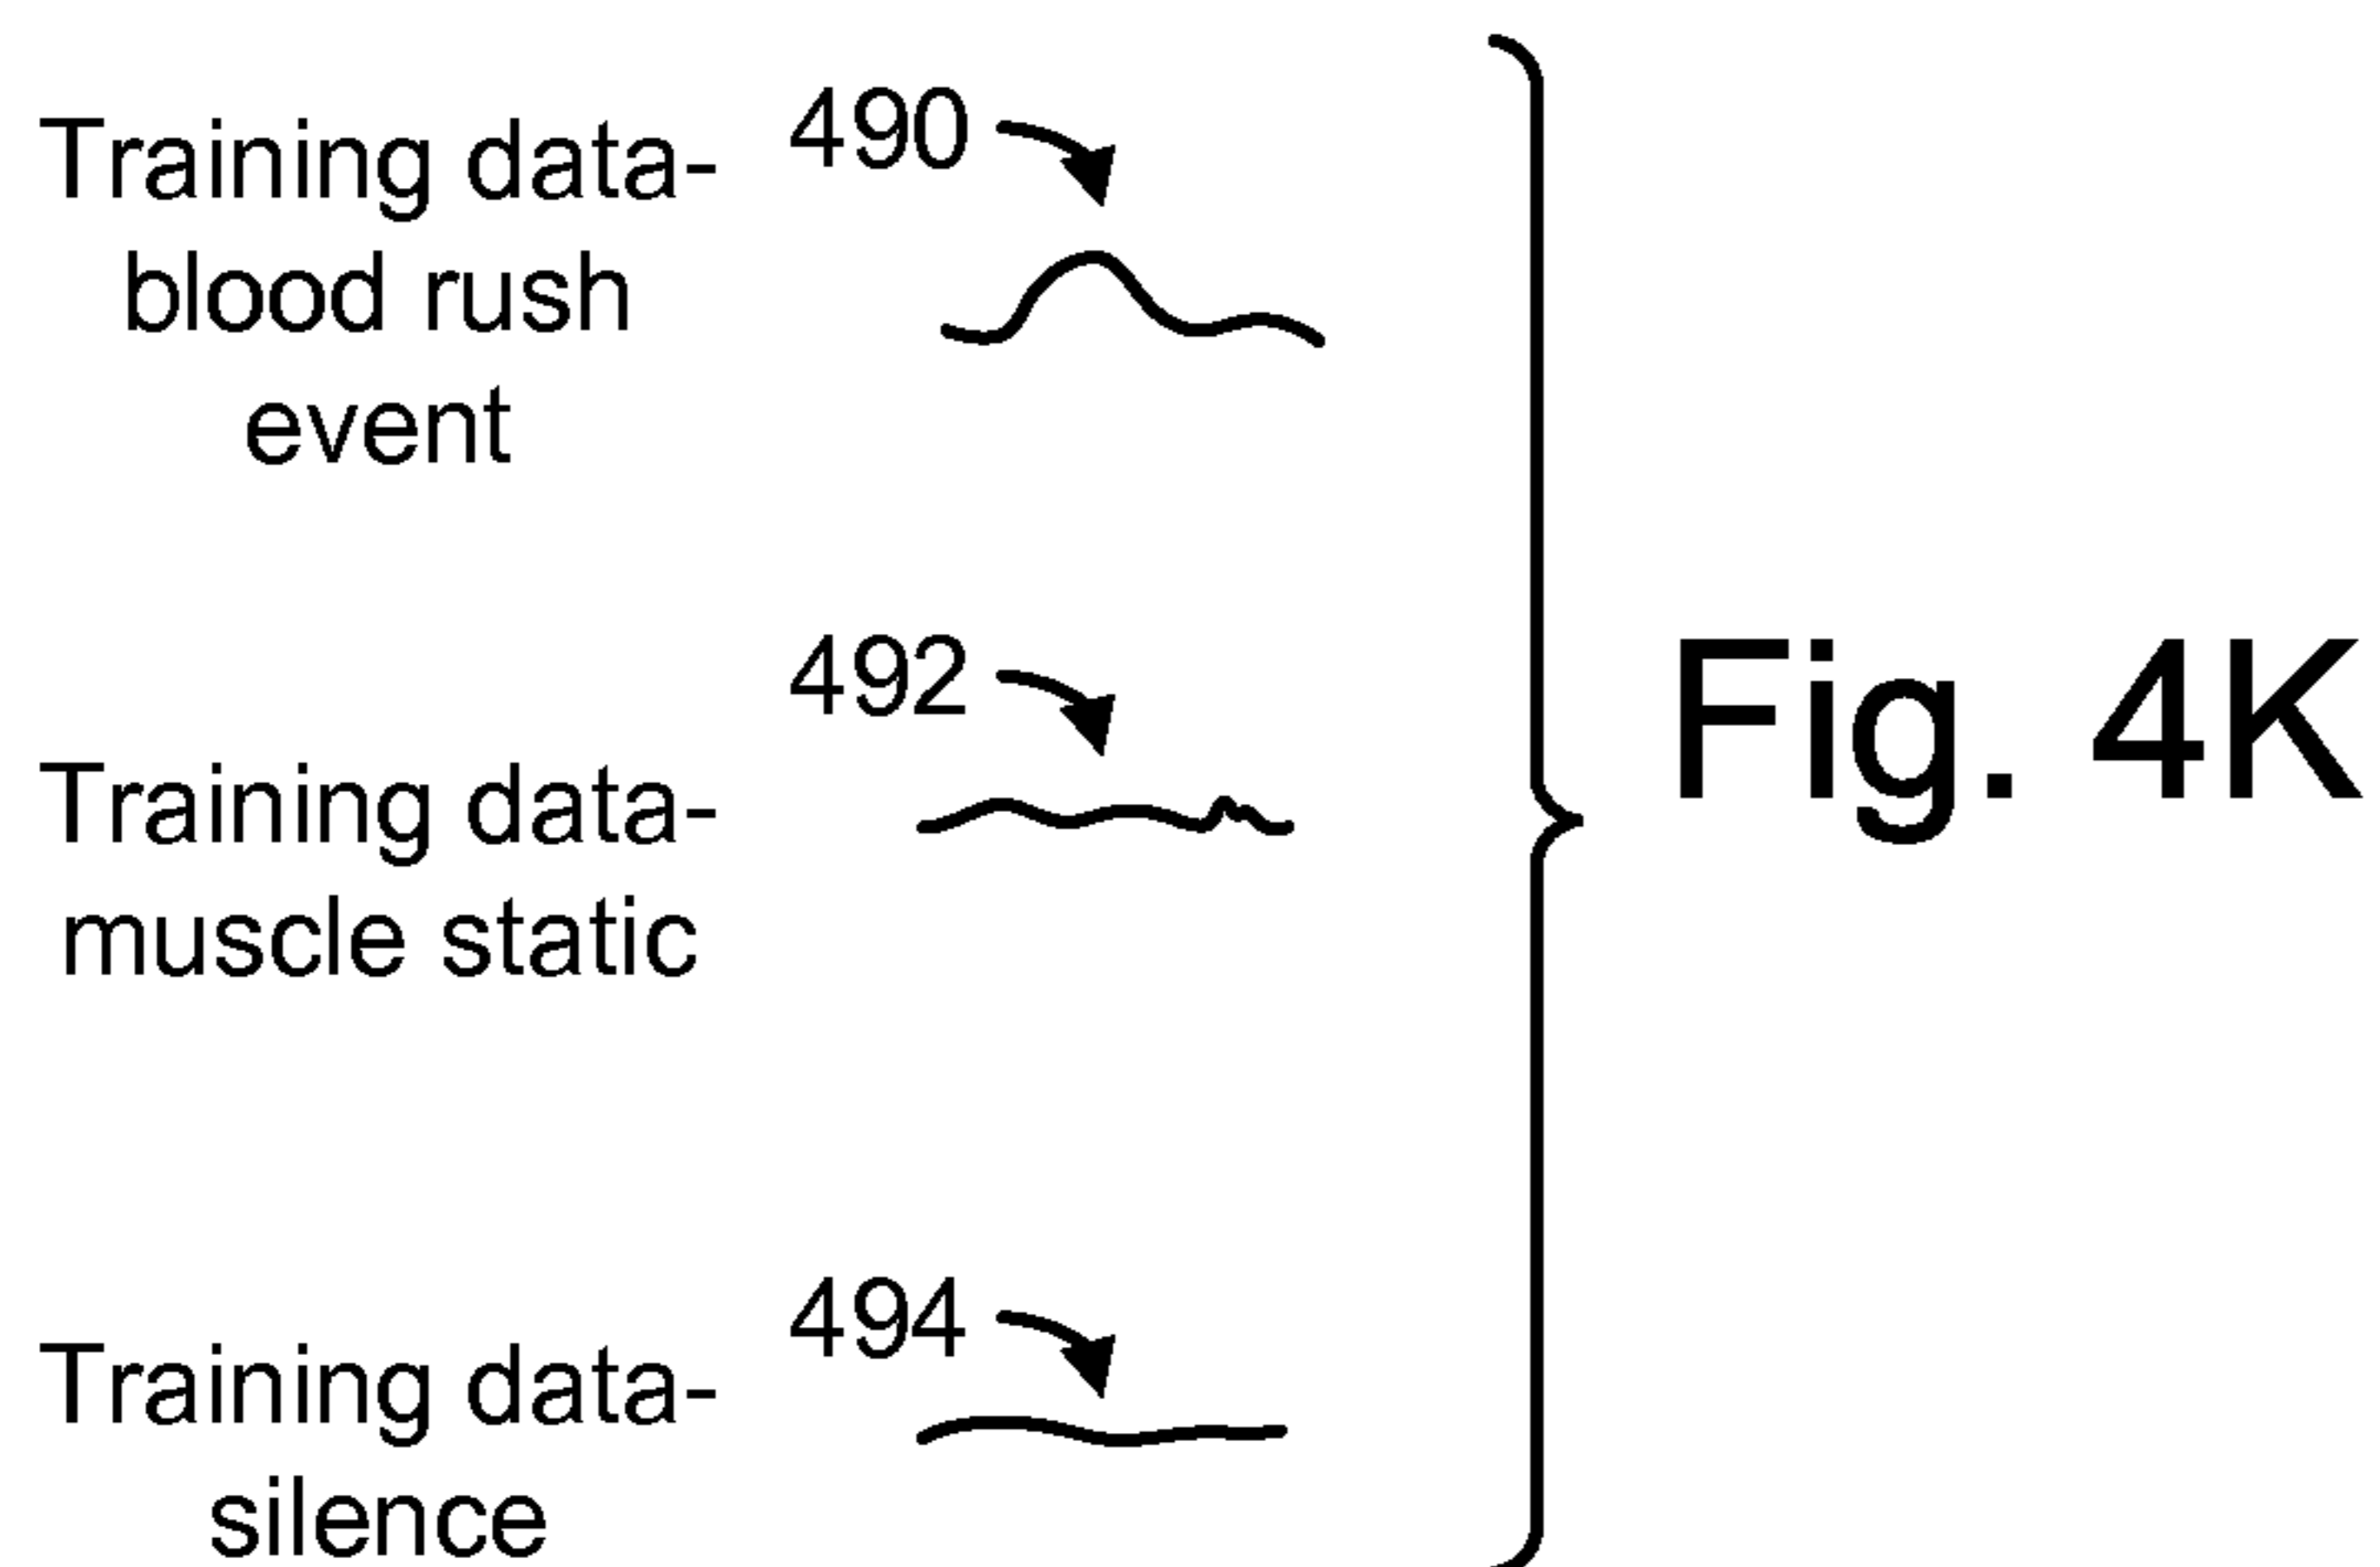 490
Training data-
blood rush
event
492
Training data-
muscle static
494
Training data-
silence
Fig. 4K